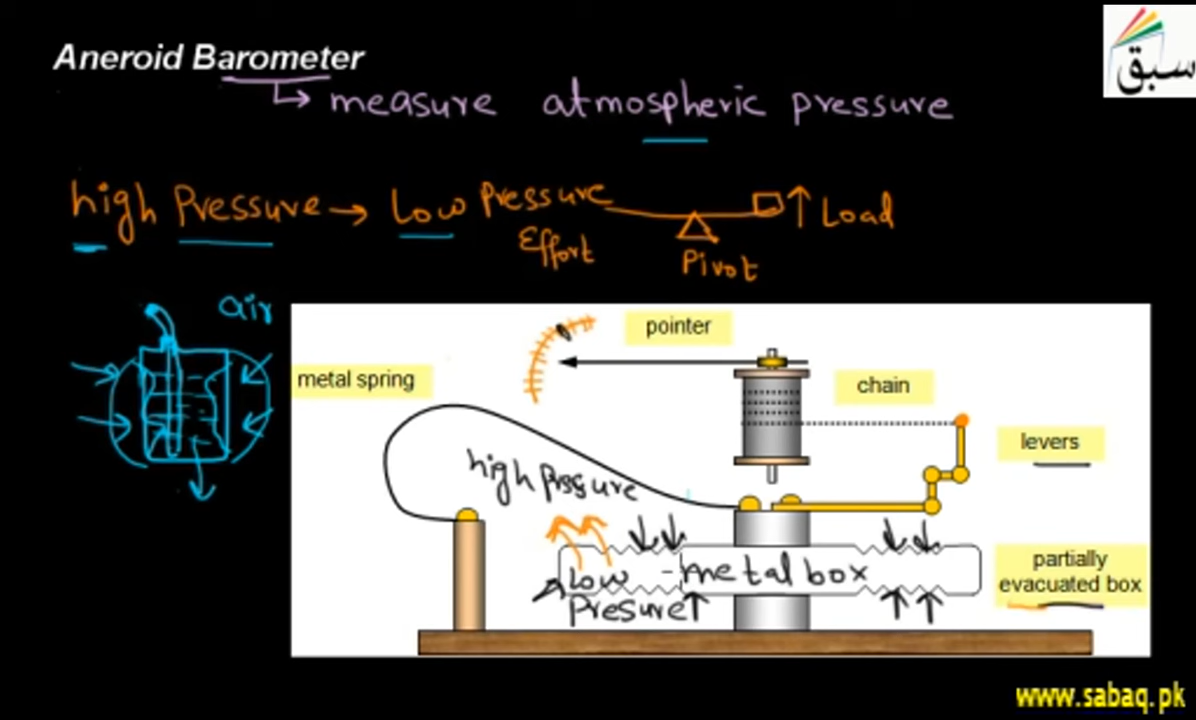 Aneroid Barometer
سبق
↳ measure atmospheric pressure
high Pressure → Low Pressure
Load
Effort
Pivot
air
pointer
metal spring
chain
levers
high Pressure
partially
evacuated box
Low - metal box
Presure
www.sabaq.pk